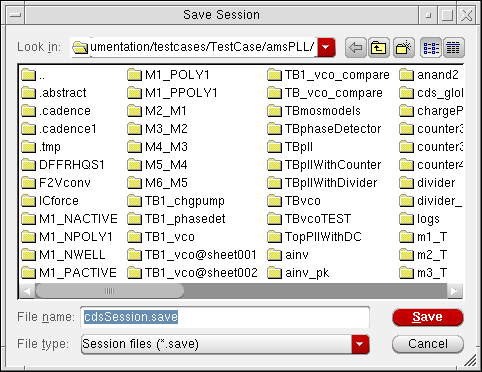 Save Session
Look in: umentation/testcases/TestCase/amsPLL/
.. M1_POLY1 TB1_vco_compare anand2
.abstract M1_PPOLY1 TB_vco_compare cds_glol
.cadence M2_M1 TBmosmodels chargeP
.cadence1 M3_M2 TBphaseDetector counter3
.tmp M4_M3 TBpll counter3
DFFRHQS1 M5_M4 TBpllWithCounter counter4
F2Vconv M6_M5 TBpllWithDivider divider
ICforce TB1_chgpump TBvco divider_
M1_NACTIVE TB1_phasedet TBvcoTEST logs
M1_NPOLY1 TB1_vco TopPllWithDC m1_T
M1_NWELL TB1_vco@sheet001 ainv m2_T
M1_PACTIVE TB1_vco@sheet002 ainv_pk m3_T
File name: cdsSession.save Save
File type: Session files (*.save) Cancel